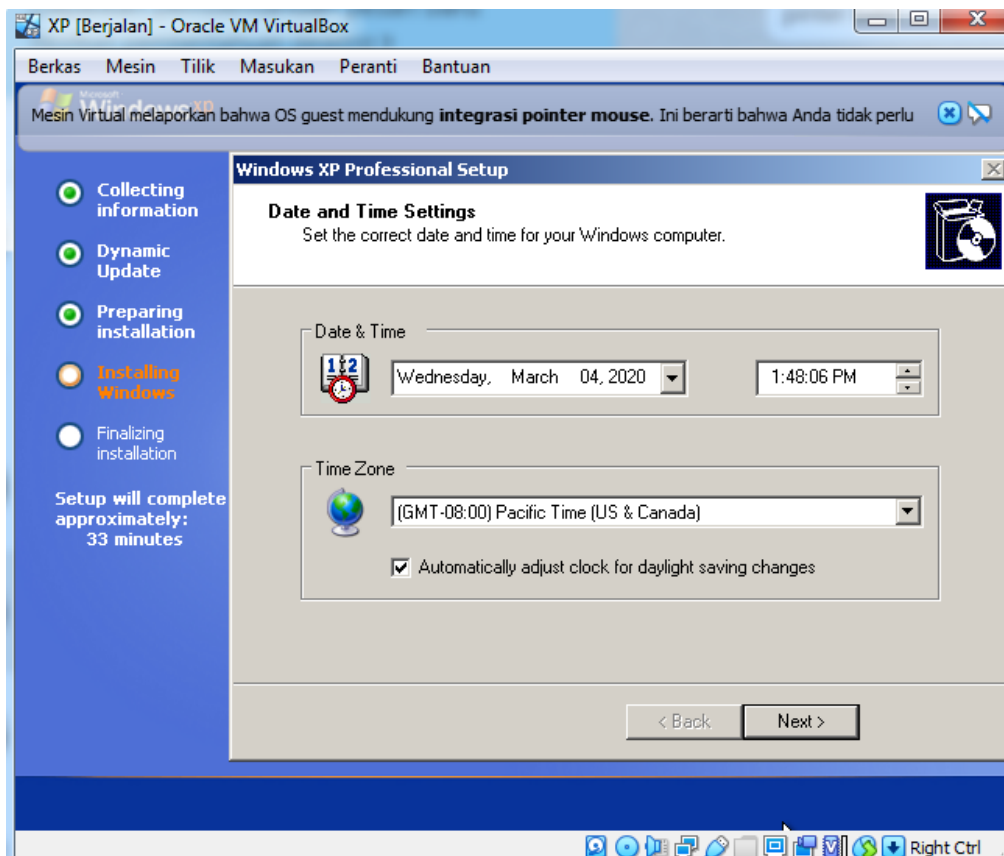 XP [Berjalan] - Oracle VM VirtualBox
Berkas Mesin Tilik Masukan Peranti Bantuan
Microsoft
Windows XP
Mesin Virtual melaporkan bahwa OS guest mendukung integrasi pointer mouse. Ini berarti bahwa Anda tidak perlu
Collecting
information
Dynamic
Update
Preparing
installation
Installing
Windows
Finalizing
installation
Setup will complete
approximately:
33 minutes
Windows XP Professional Setup
Date and Time Settings
Set the correct date and time for your Windows computer.
Date & Time
Wednesday, March 04, 2020
1:48:06 PM
Time Zone
(GMT-08:00) Pacific Time (US & Canada)
Automatically adjust clock for daylight saving changes
< Back
Next >
Right Ctrl